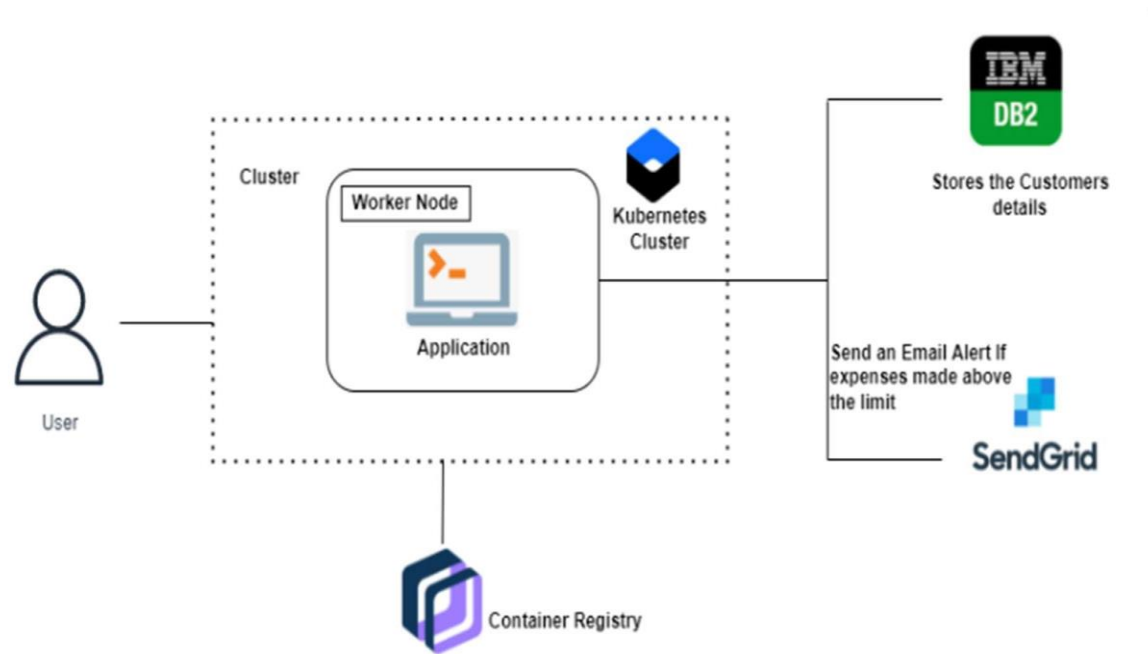 IBM
DB2
Stores the Customers
details
Cluster
Worker Node
Kubernetes
Cluster
Application
User
Send an Email Alert If
expenses made above
the limit
SendGrid
Container Registry